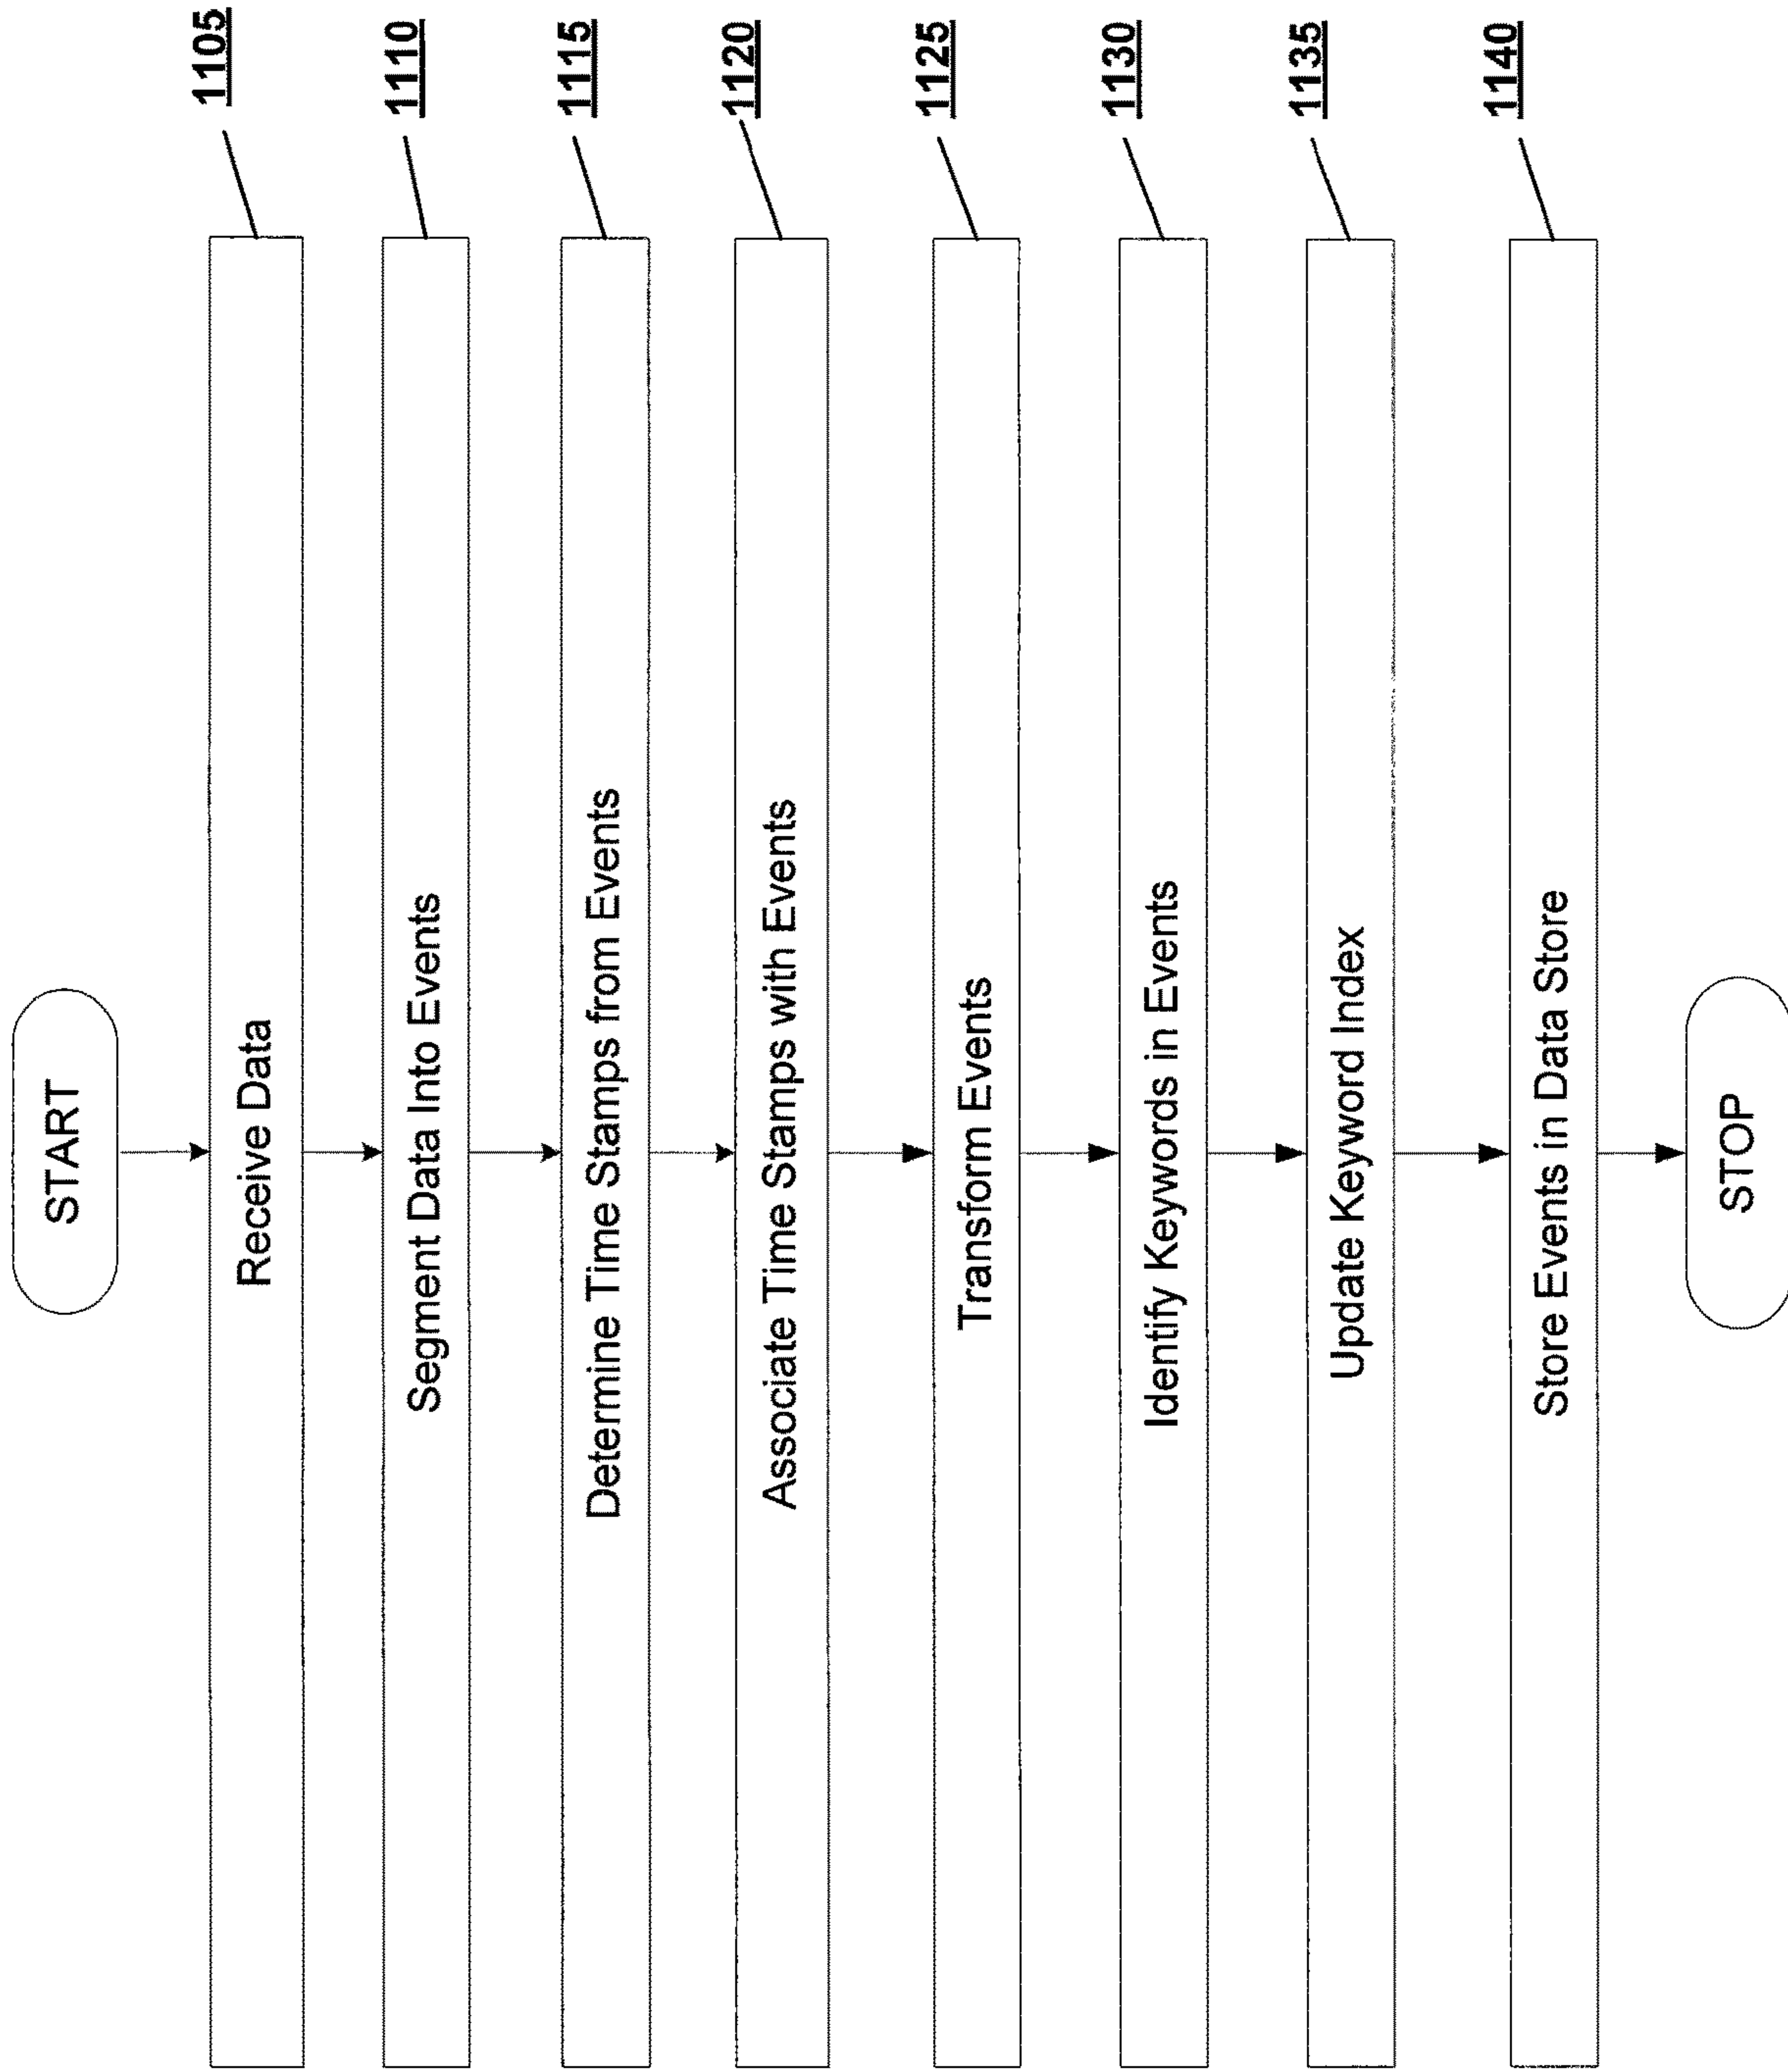 START
Receive Data
1105
Segment Data Into Events
1110
Determine Time Stamps from Events
1115
Associate Time Stamps with Events
1120
Transform Events
1125
Identify Keywords in Events
1130
Update Keyword Index
1135
Store Events in Data Store
1140
STOP